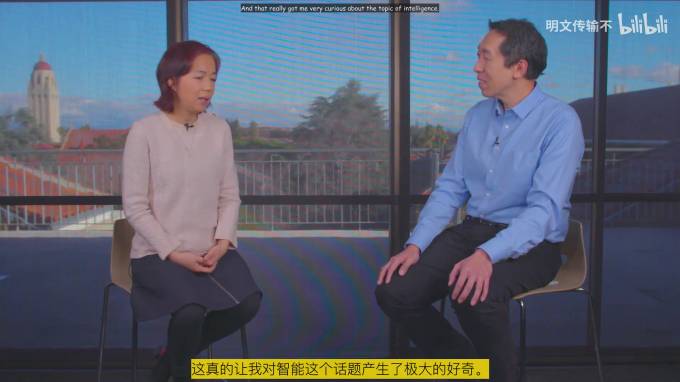 And that really got me very curious about the topic of intelligence.
明文传输不 bilibili
这真的让我对智能这个话题产生了极大的好奇。